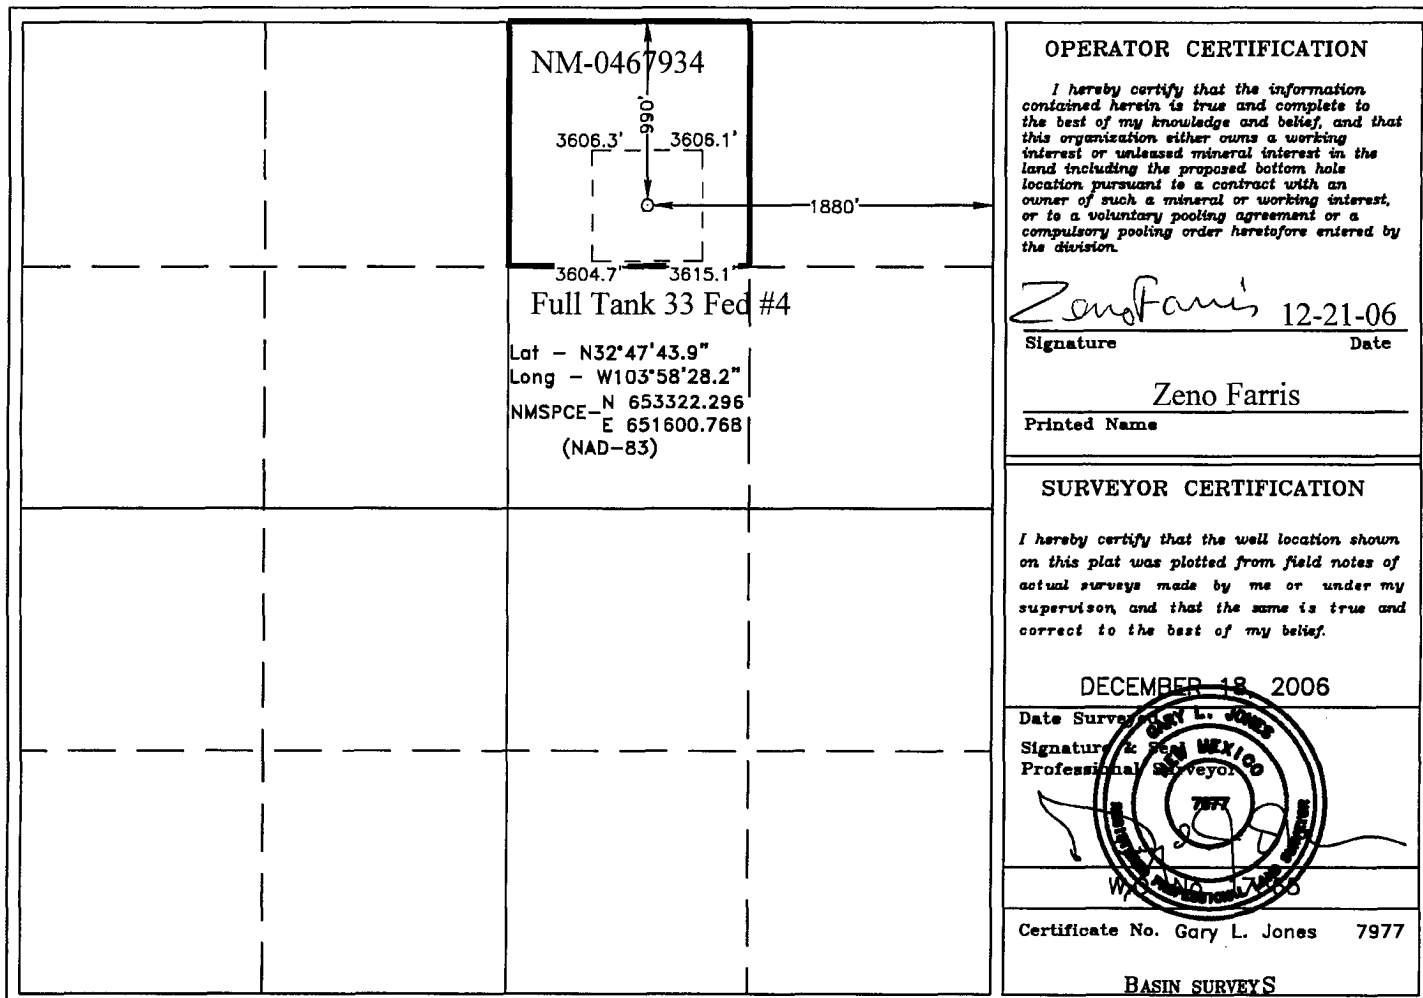 NM-0467934
990'
3606.3' 3606.1'
1880'
3604.7' 3615.1'
Full Tank 33 Fed #4
Lat – N32°47'43.9"
Long – W103°58'28.2"
NMSPCE- N 653322.296
E 651600.768
(NAD-83)
OPERATOR CERTIFICATION
I hereby certify that the information
contained herein is true and complete to
the best of my knowledge and belief, and that
this organization either owns a working
interest or unleased mineral interest in the
land including the proposed bottom hole
location pursuant to a contract with an
owner of such a mineral or working interest,
or to a voluntary pooling agreement or a
compulsory pooling order heretofore entered by
the division.
Zeno Farris 12-21-06
Signature Date
Zeno Farris
Printed Name
SURVEYOR CERTIFICATION
I hereby certify that the well location shown
on this plat was plotted from field notes of
actual surveys made by me or under my
supervison, and that the same is true and
correct to the best of my belief.
DECEMBER 18, 2006
Date Surveyed
Signature & Seal
Professional Surveyor
GARY L. JONES
NEW MEXICO
7977
PROFESSIONAL LAND
W.O. No.
Certificate No. Gary L. Jones 7977
BASIN SURVEYS